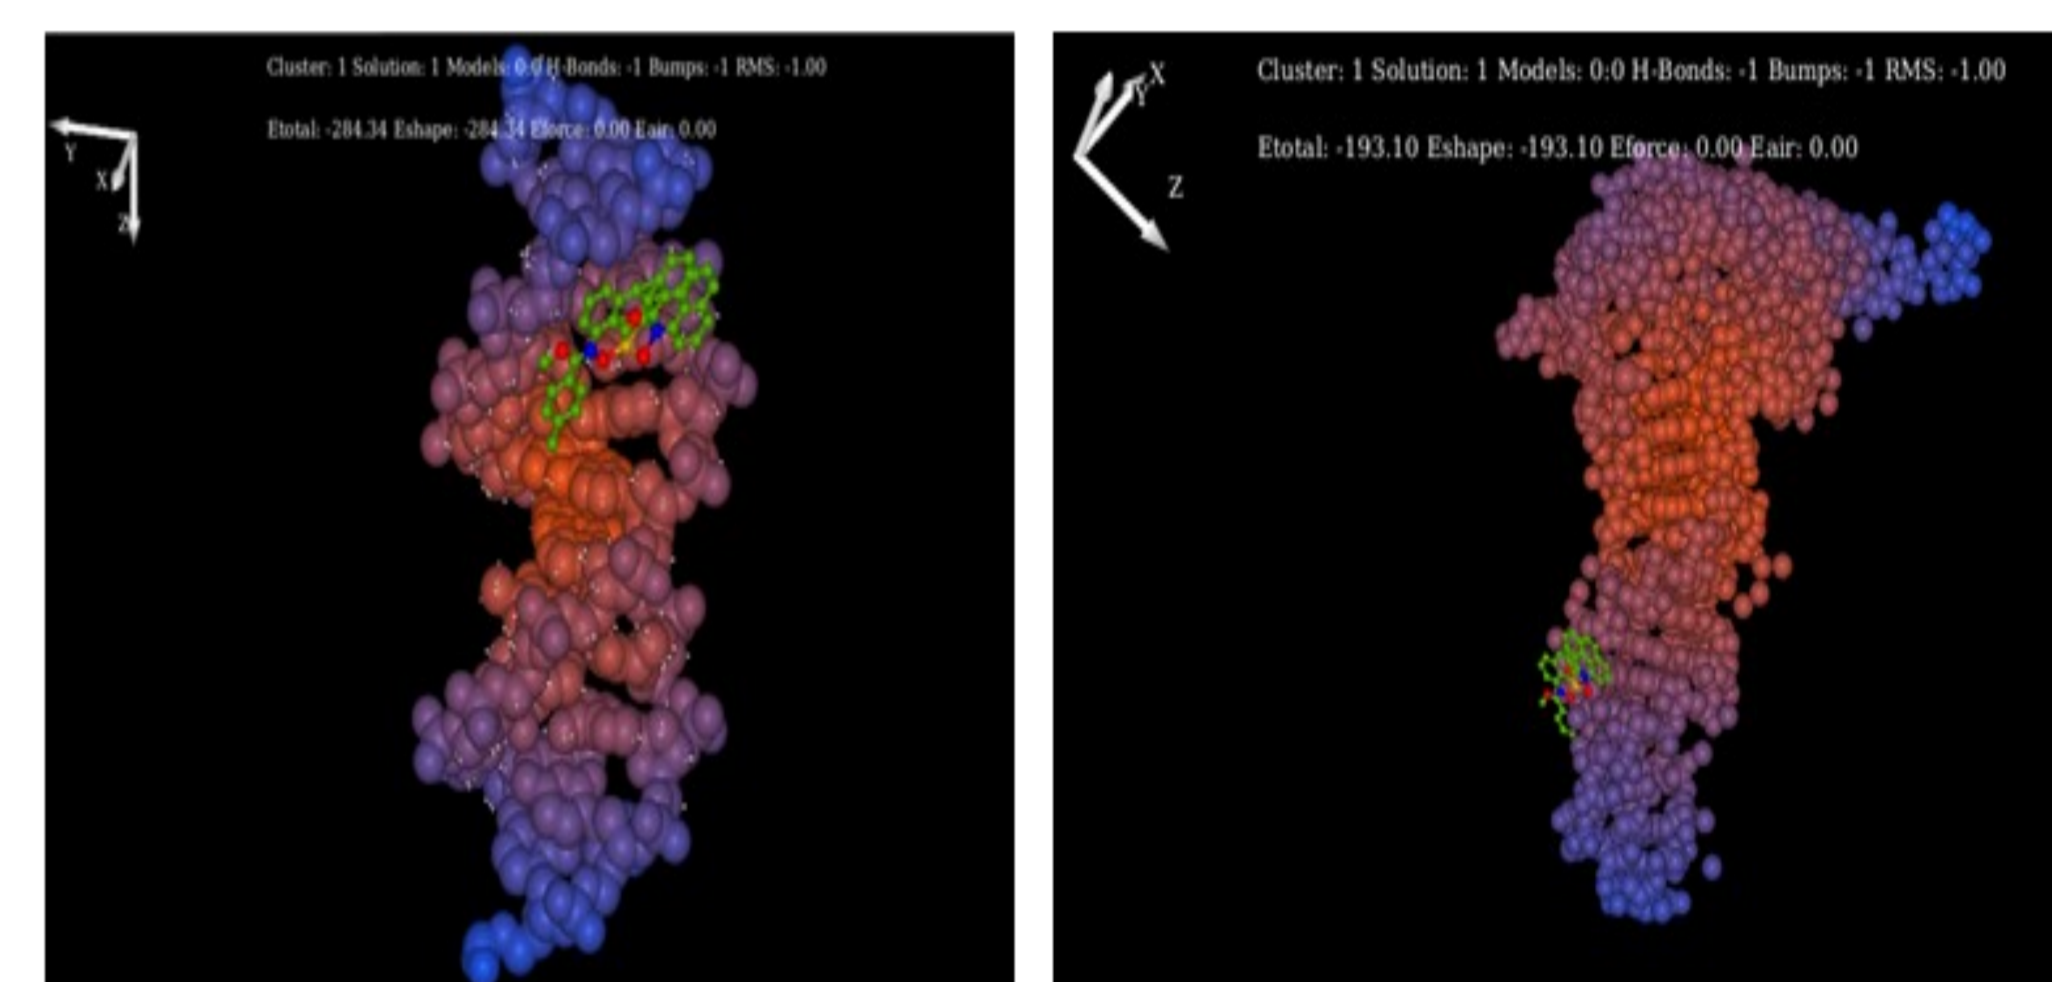 Cluster: 1 Solution: 1 Models: 0:0 H-Bonds: -1 Bumps: -1 RMS: -1.00
Etotal: -284.34 Eshape: -284.34 Eforce: 0.00 Eair: 0.00
Y
X
Z
Cluster: 1 Solution: 1 Models: 0:0 H-Bonds: -1 Bumps: -1 RMS: -1.00
Etotal: -193.10 Eshape: -193.10 Eforce: 0.00 Eair: 0.00
X
Y
Z